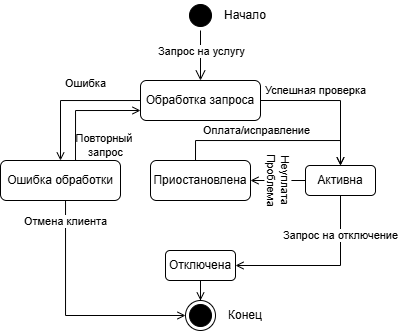 Начало
Запрос на услугу
Ошибка
Успешная проверка
Обработка запроса
Оплата/исправление
Повторный
запрос
Неуплата
Проблема
Ошибка обработки
Приостановлена
Активна
Отмена клиента
Запрос на отключение
Отключена
Конец